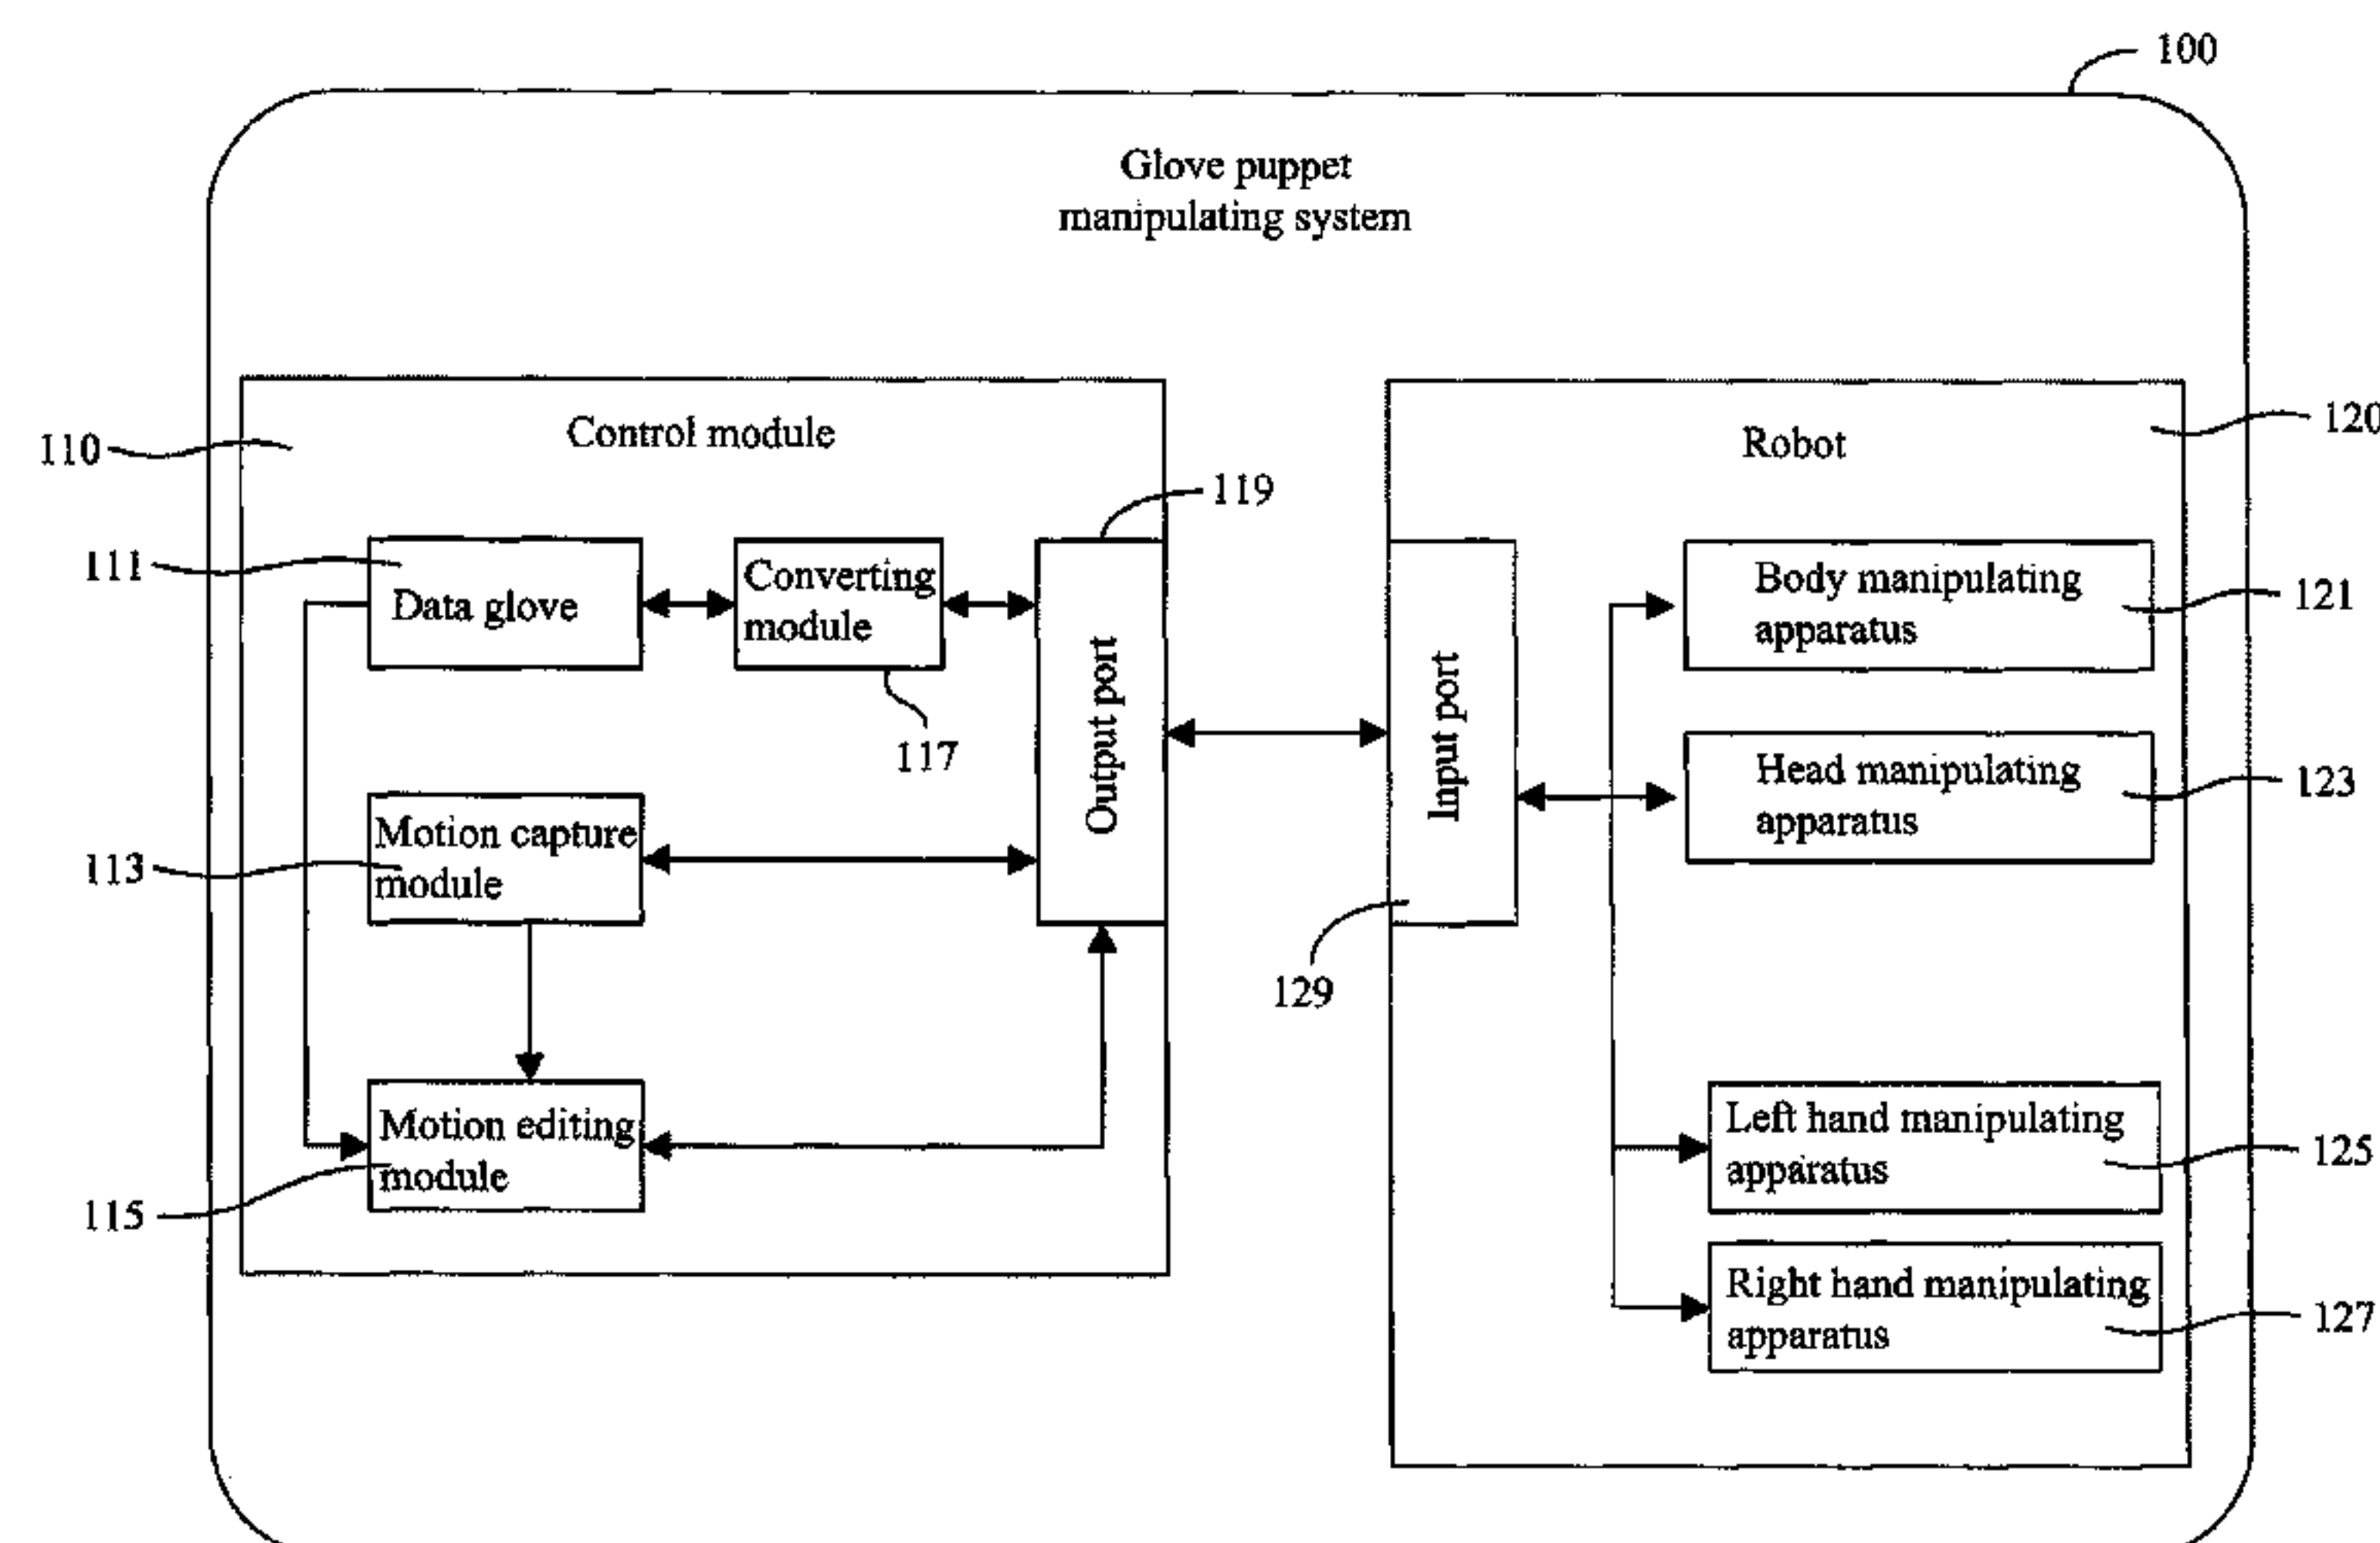 100
Glove puppet
manipulating system
110
Control module
119
111
Data glove
Converting
module
117
Output port
113
Motion capture
module
115
Motion editing
module
Robot
120
Input port
129
Body manipulating
apparatus
121
Head manipulating
apparatus
123
Left hand manipulating
apparatus
125
Right hand manipulating
apparatus
127